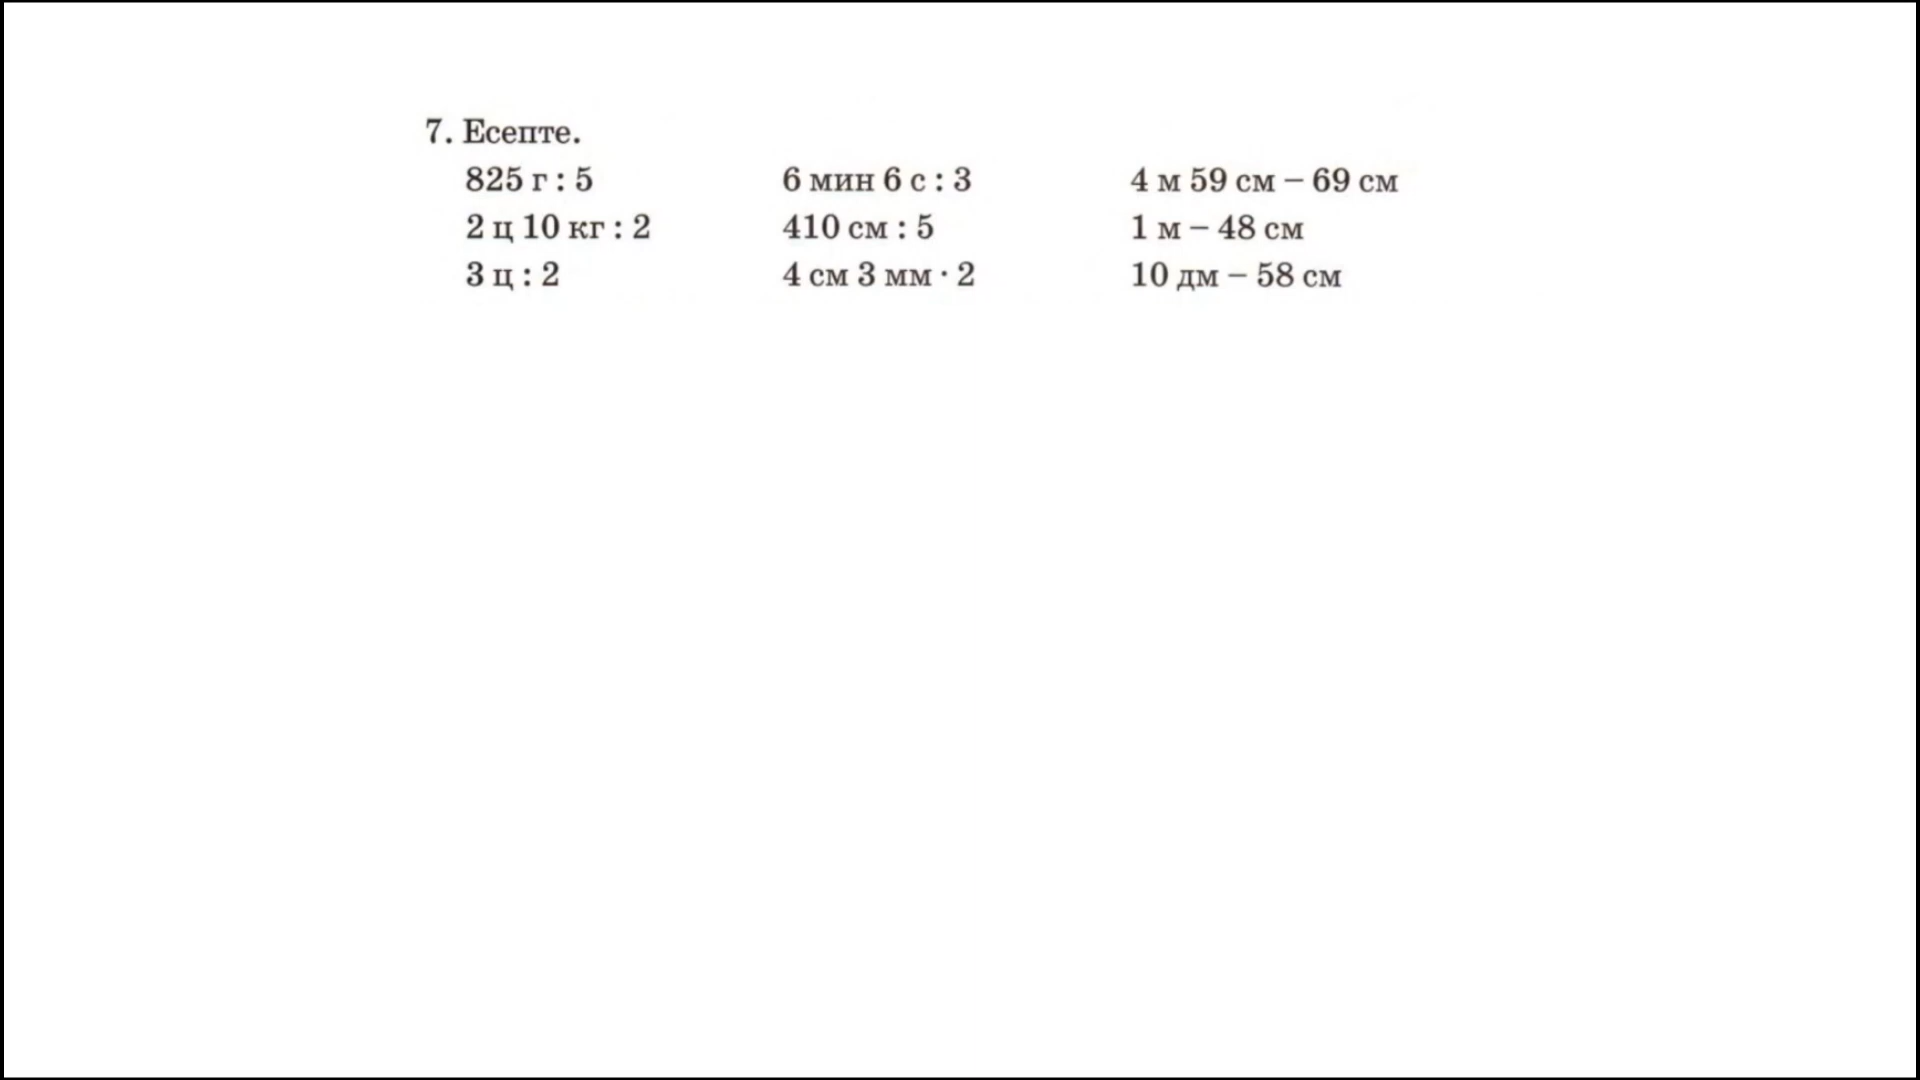 7. Есепте.
825 г : 5 6 мин 6 с : 3 4 м 59 см – 69 см
2 ц 10 кг : 2 410 см : 5 1 м – 48 см
3 ц : 2 4 см 3 мм · 2 10 дм – 58 см